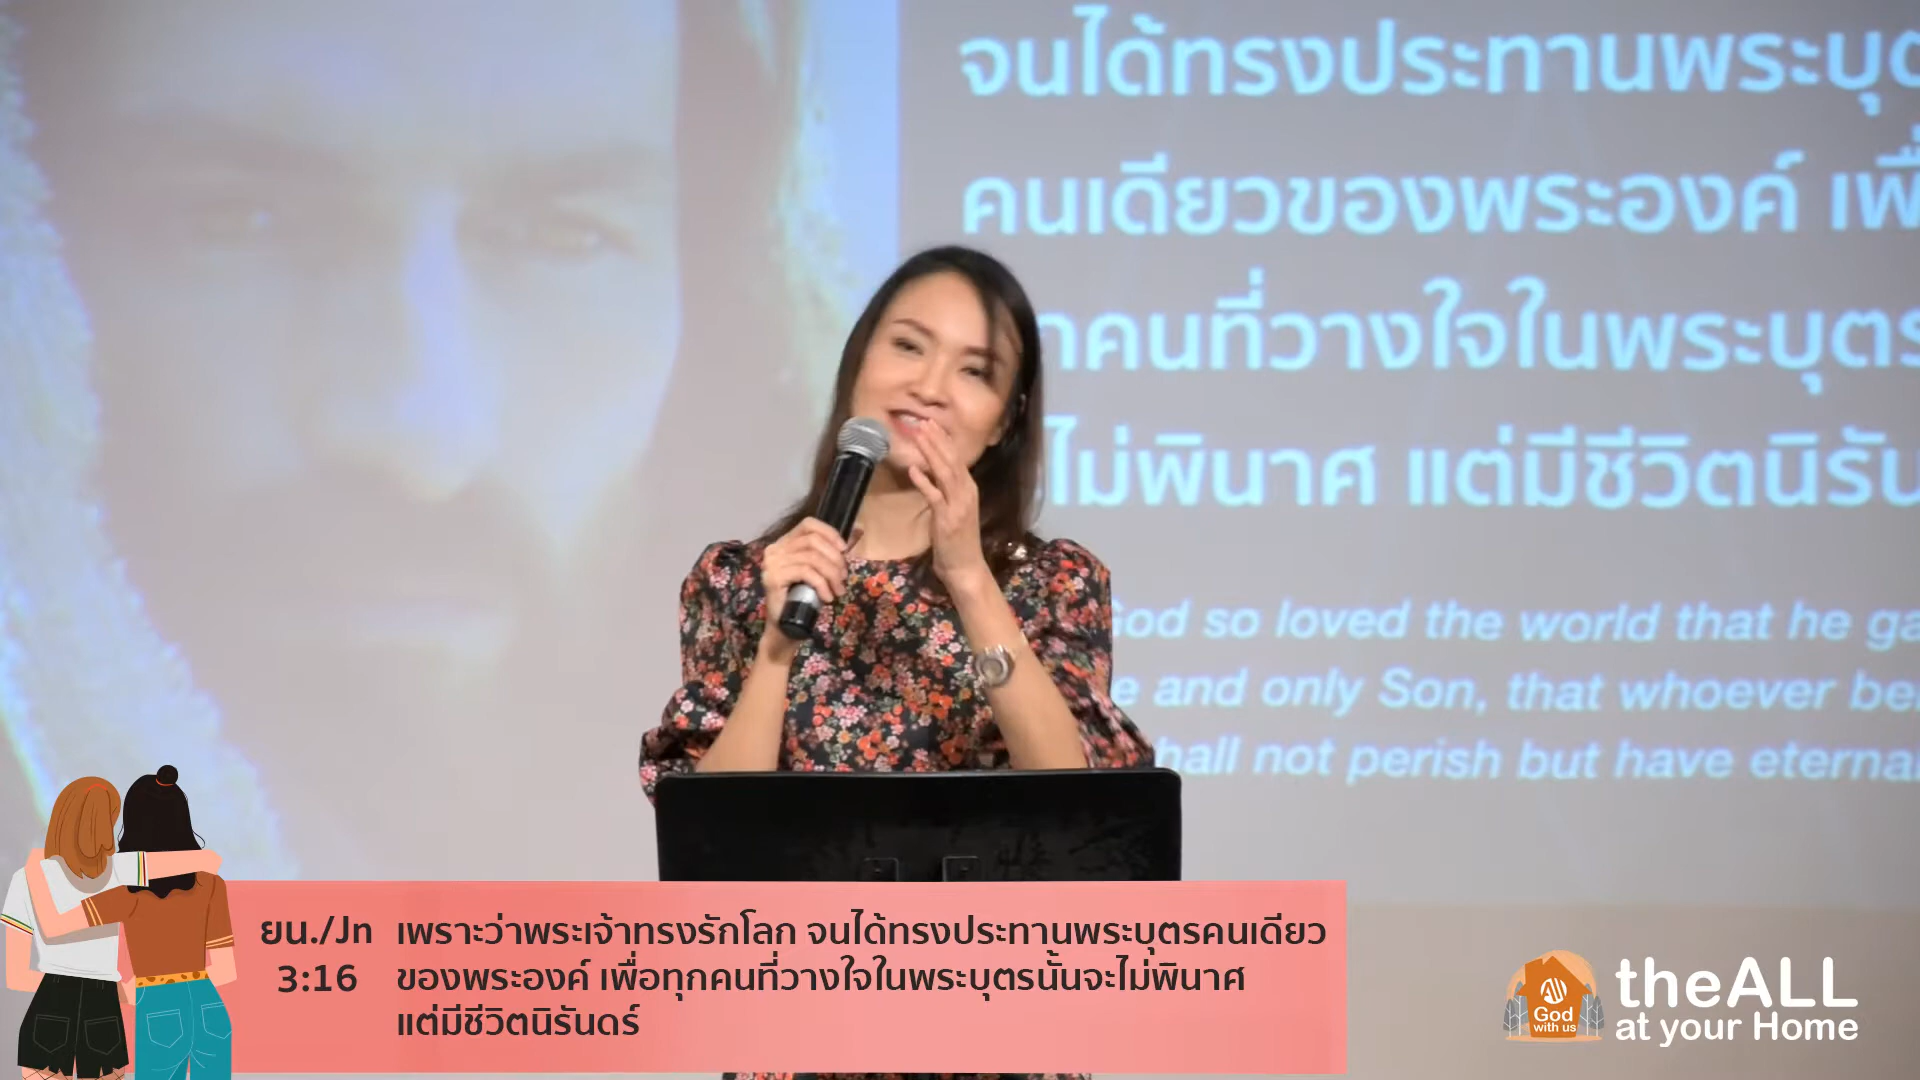 จนได้ทรงประทานพระบุต
คนเดียวของพระองค์ เพื่
คนที่วางใจในพระบุตร
ไม่พินาศ แต่มีชีวิตนิรัน
God so loved the world that he ga
and only Son, that whoever be
hall not perish but have eternal
ยน./Jn เพราะว่าพระเจ้าทรงรักโลก จนได้ทรงประทานพระบุตรคนเดียว
3:16 ของพระองค์ เพื่อทุกคนที่วางใจในพระบุตรนั้นจะไม่พินาศ
แต่มีชีวิตนิรันดร์
All
God
with us
theALL
at your Home